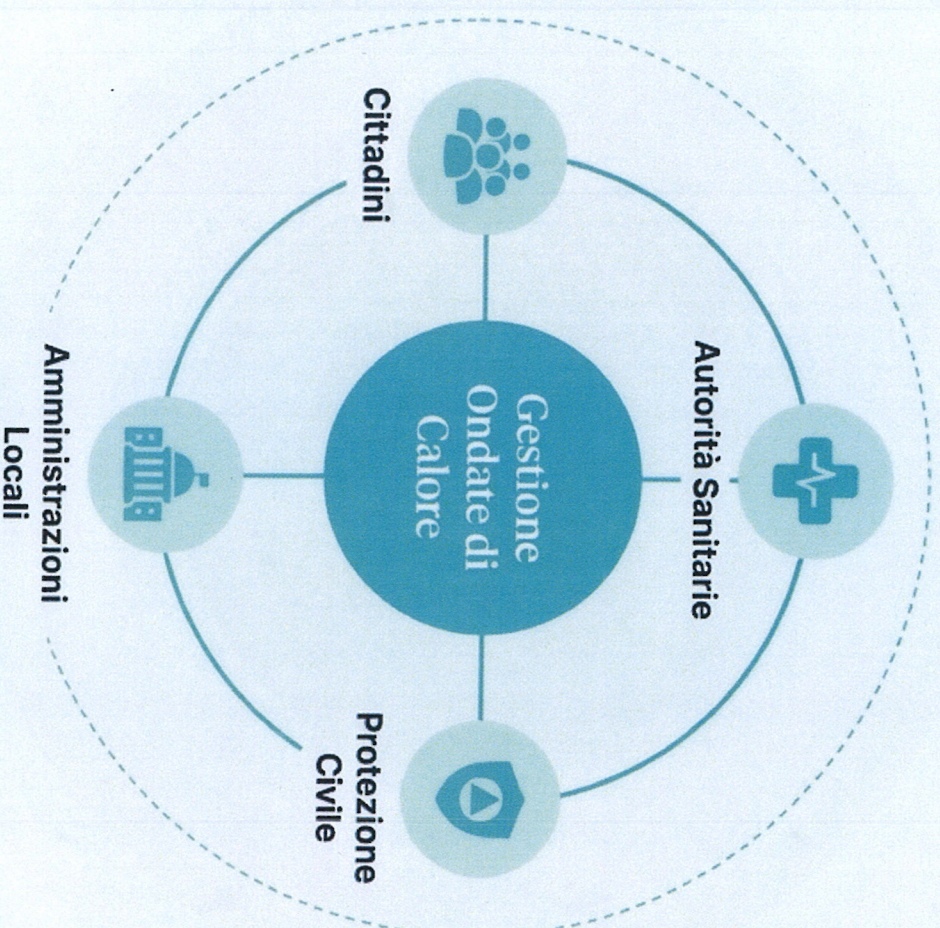 Autorità Sanitarie
Gestione
Ondate di
Calore
Cittadini
Protezione
Civile
Amministrazioni
Locali